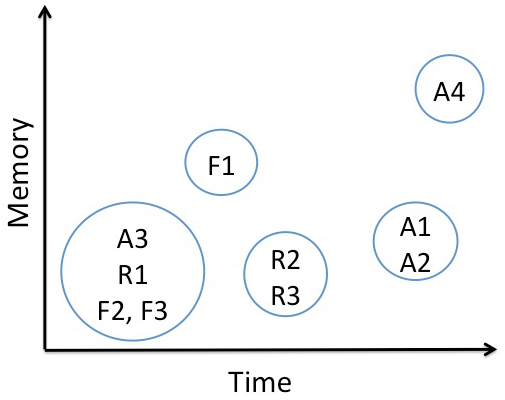 Memory
A4
F1
A3
R1
F2, F3
R2
R3
A1
A2
Time